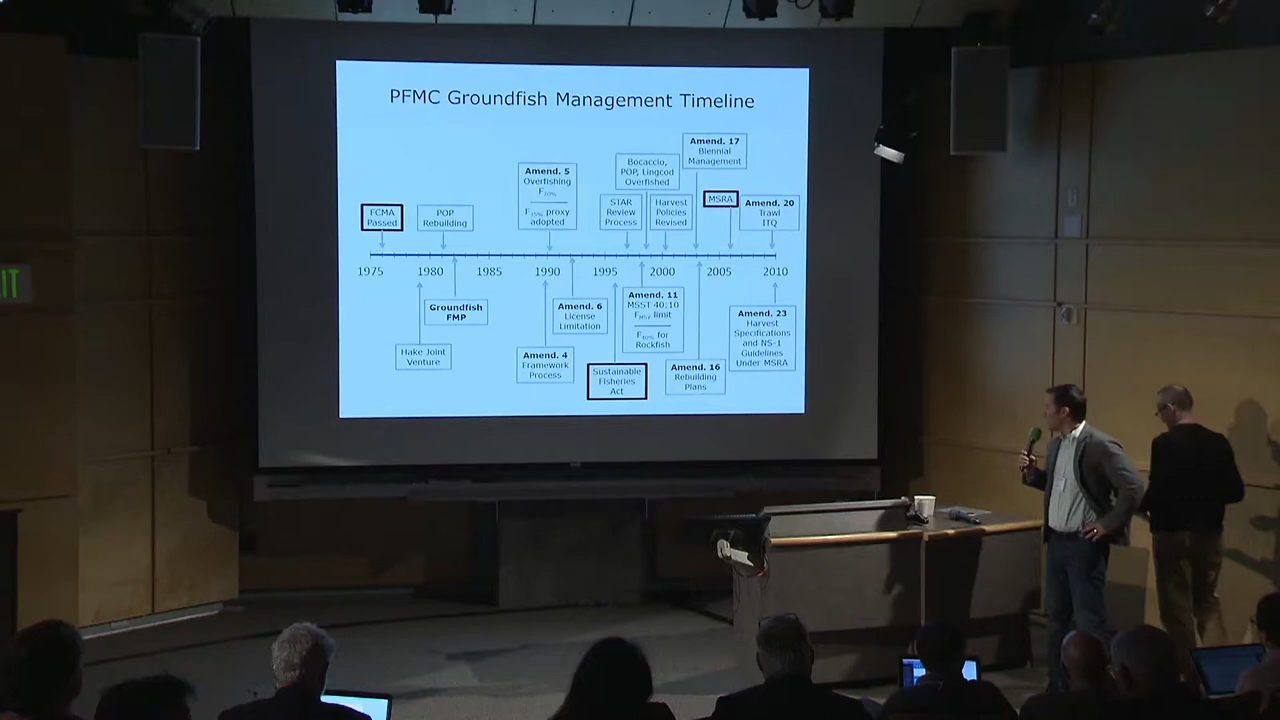 PFMC Groundfish Management Timeline
Amend. 17
Biennial
Management
Bocaccio,
POP, Lingcod
Overfished
Amend. 5
Overfishing
F20%
F35% proxy
adopted
FCMA
Passed
POP
Rebuilding
STAR
Review
Process
Harvest
Policies
Revised
MSRA
Amend. 20
Trawl
ITQ
1975 1980 1985 1990 1995 2000 2005 2010
Groundfish
FMP
Hake Joint
Venture
Amend. 4
Framework
Process
Amend. 6
License
Limitation
Sustainable
Fisheries
Act
Amend. 11
MSST 40:10
FMSY limit
F50% for
Rockfish
Amend. 16
Rebuilding
Plans
Amend. 23
Harvest
Specifications
and NS-1
Guidelines
Under MSRA
IT